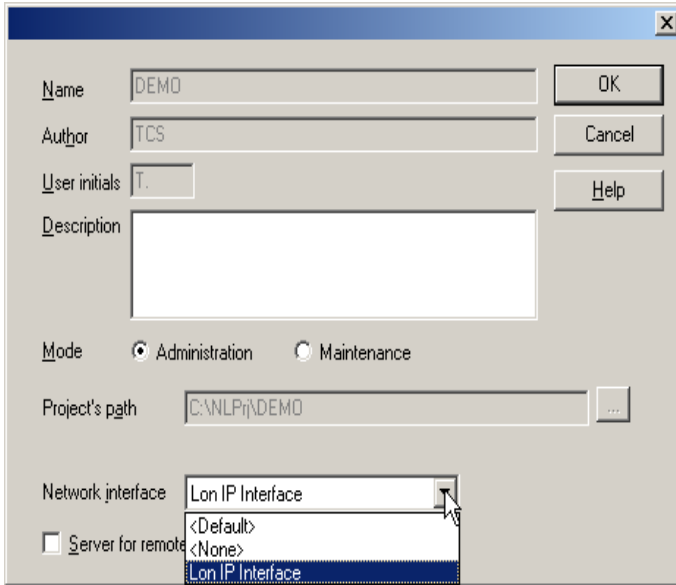 Name DEMO OK
Author TCS Cancel
User initials T. Help
Description
Mode Administration Maintenance
Project's path C:\NLPrj\DEMO ...
Network interface Lon IP Interface
<Default>
Server for remote <None>
Lon IP Interface